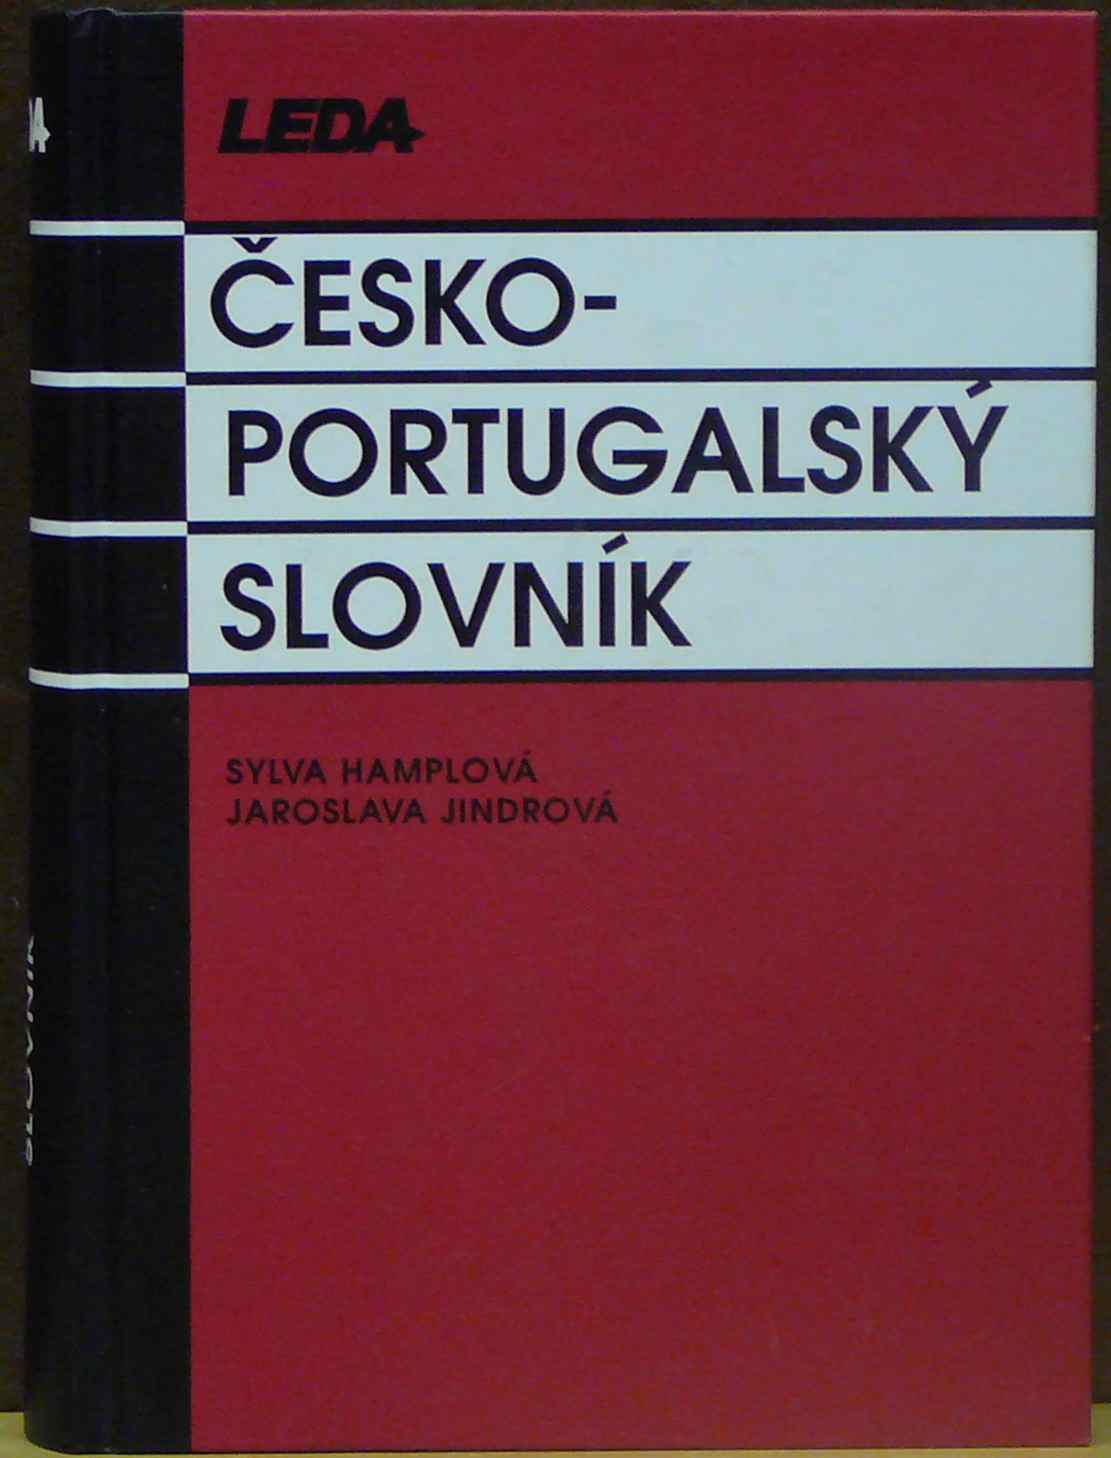 LEDA
ČESKO-
PORTUGALSKÝ
SLOVNÍK
SYLVA HAMPLOVÁ
JAROSLAVA JINDROVÁ
SLOVNÍK